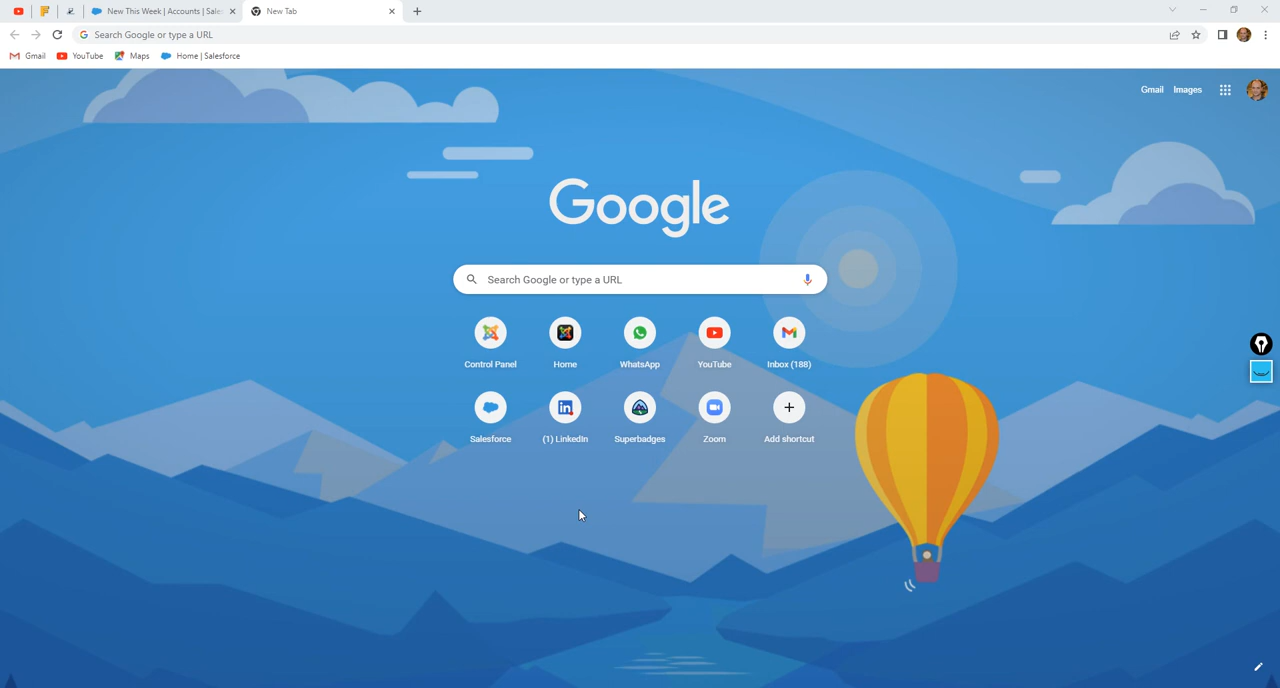 New This Week | Accounts | Sales
New Tab
Search Google or type a URL
Gmail
YouTube
Maps
Home | Salesforce
Gmail
Images
Google
Search Google or type a URL
Control Panel
Home
WhatsApp
YouTube
Inbox (188)
Salesforce
(1) LinkedIn
Superbadges
Zoom
Add shortcut